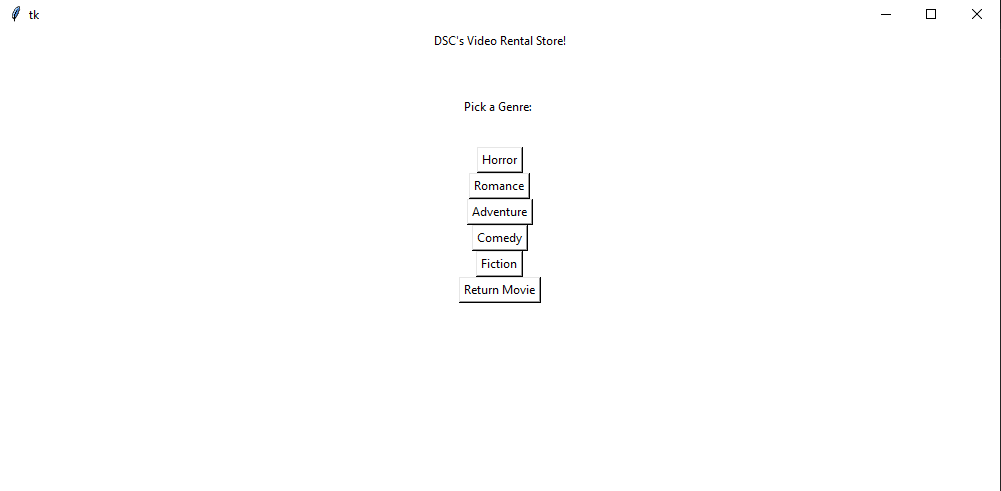 tk
DSC's Video Rental Store!
Pick a Genre:
Horror
Romance
Adventure
Comedy
Fiction
Return Movie